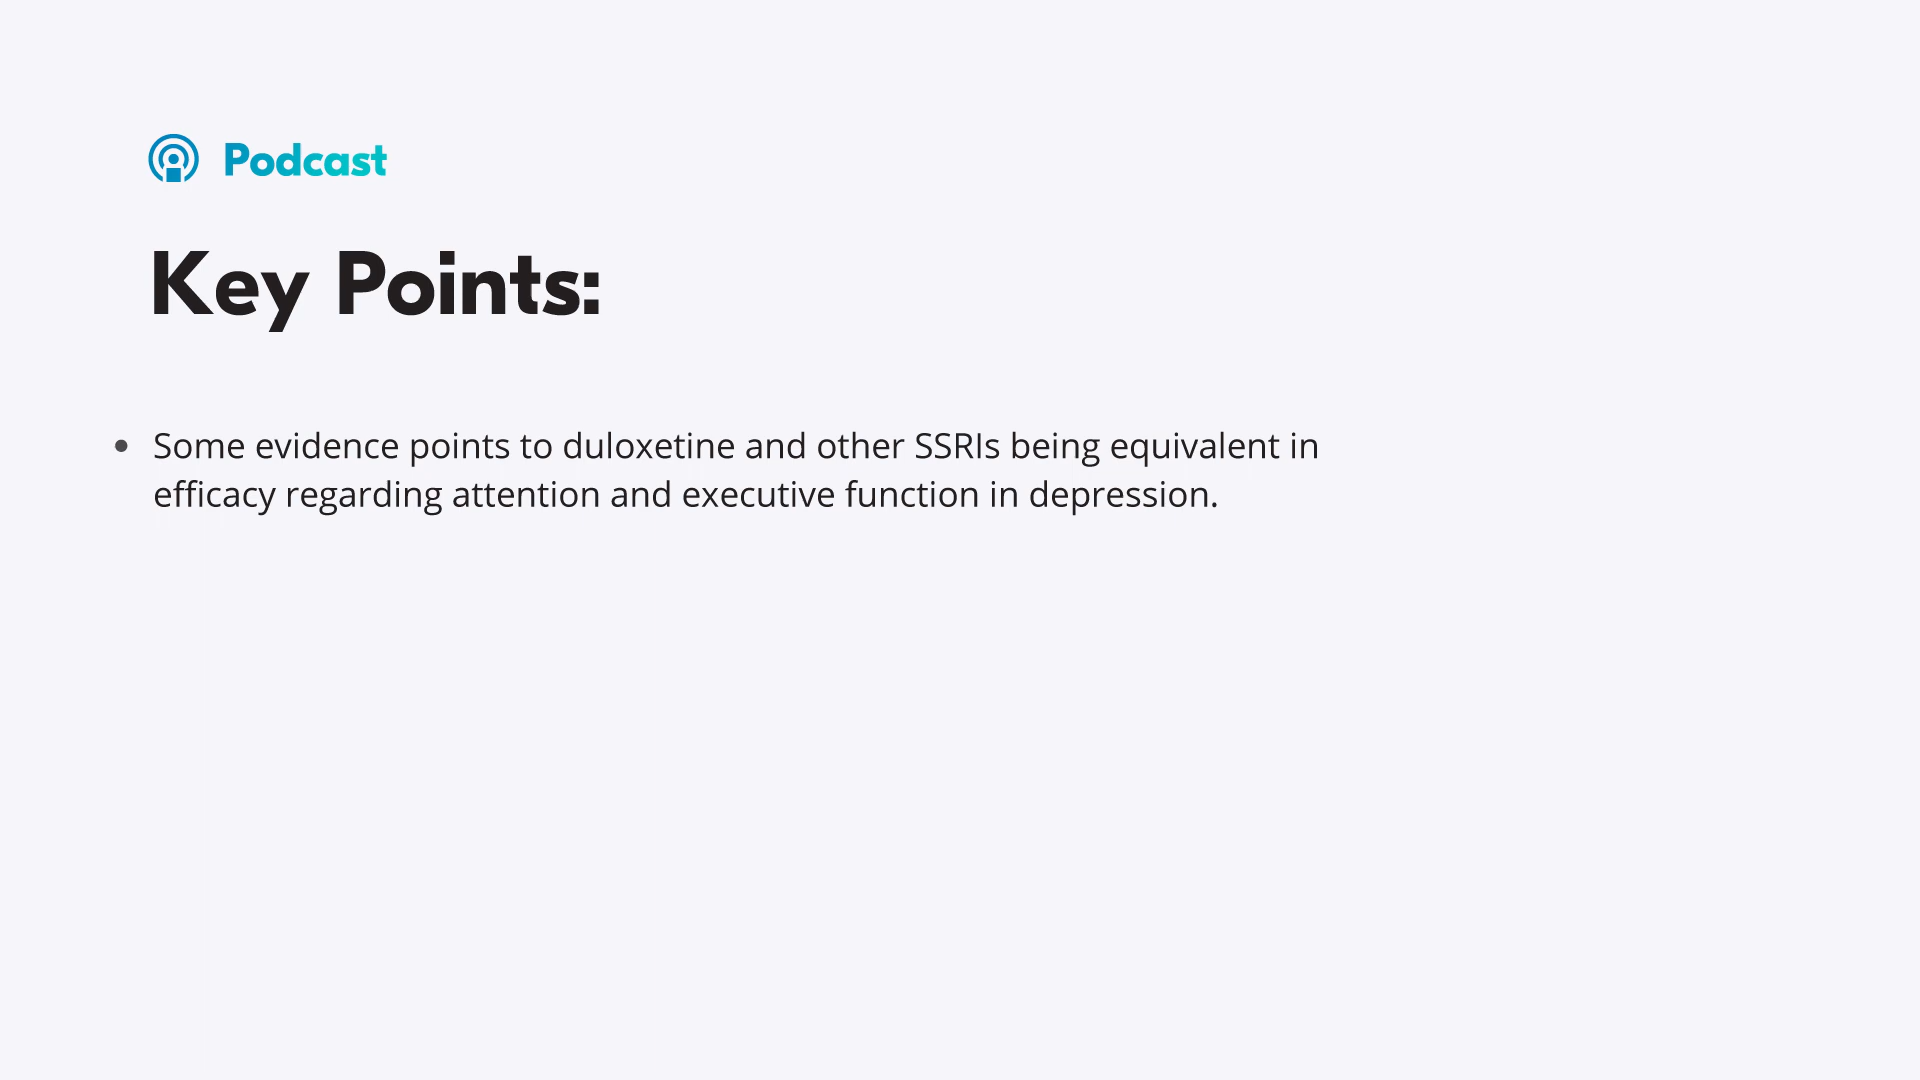 Podcast
Key Points:
• Some evidence points to duloxetine and other SSRIs being equivalent in
efficacy regarding attention and executive function in depression.